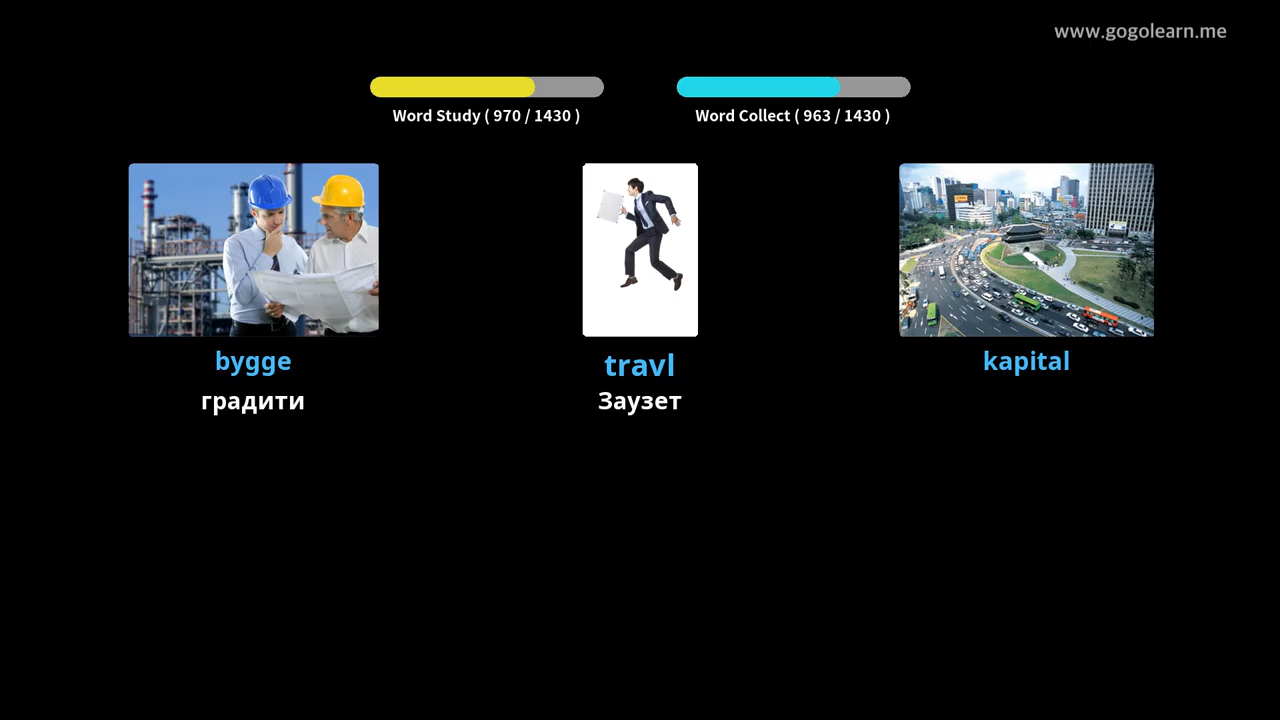 www.gogolearn.me
Word Study ( 970 / 1430 )
Word Collect ( 963 / 1430 )
bygge
travl
kapital
градити
Заузет